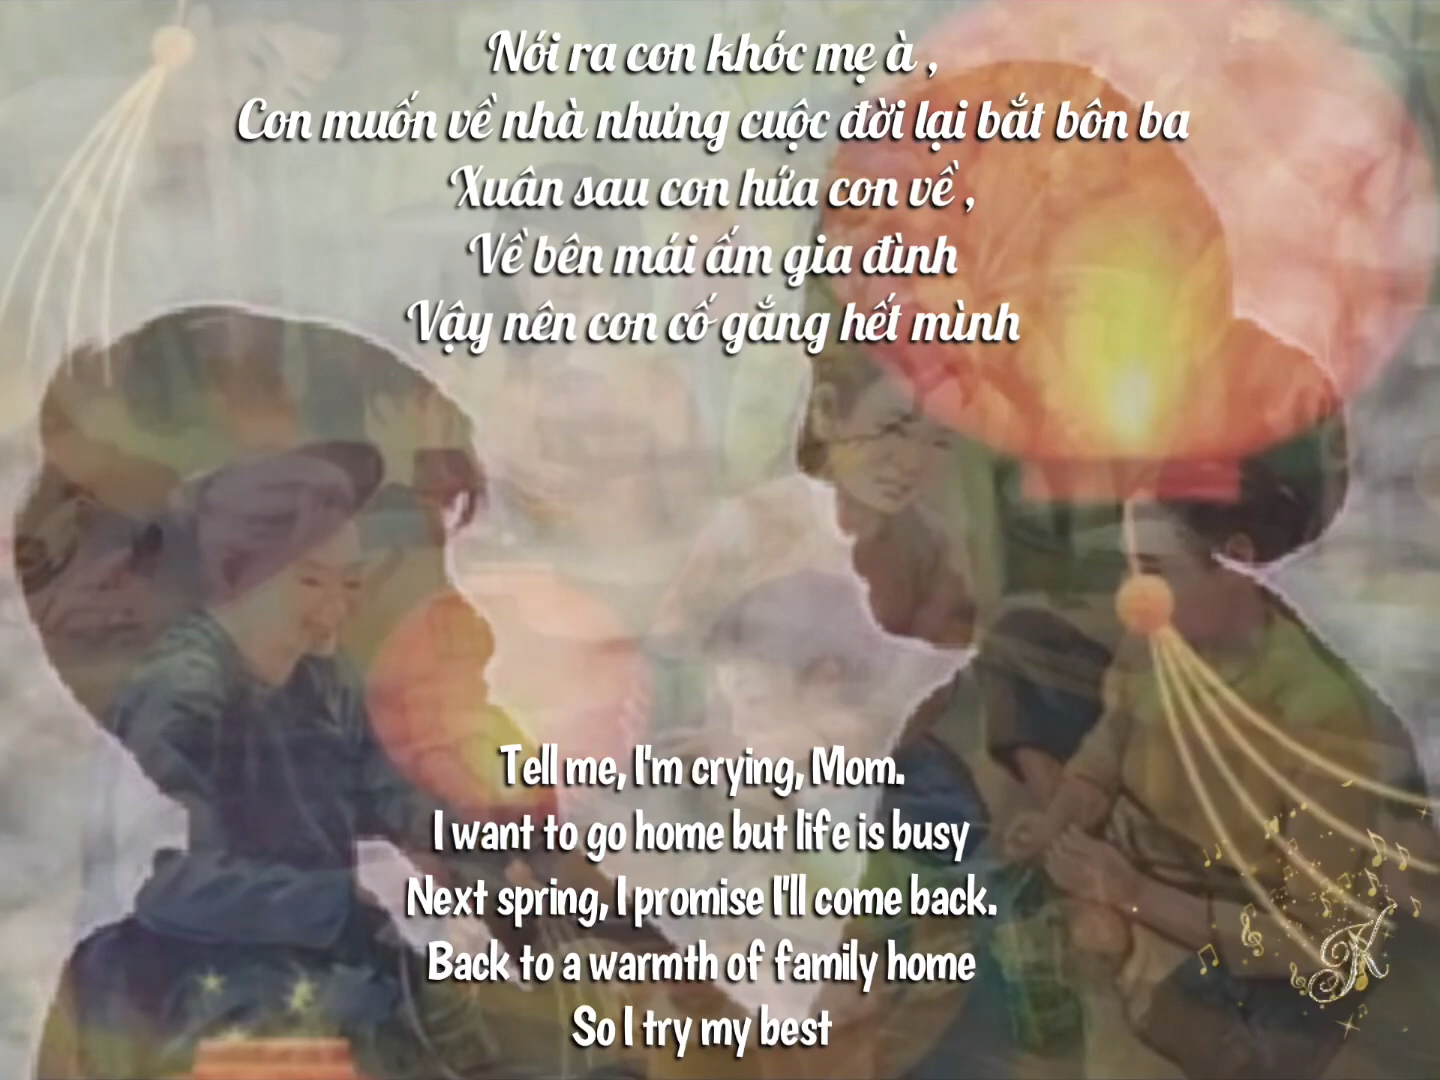 Nói ra con khóc mẹ à ,
Con muốn về nhà nhưng cuộc đời lại bắt bôn ba
Xuân sau con hứa con về ,
Về bên mái ấm gia đình
Vậy nên con cố gắng hết mình
Tell me, I'm crying, Mom.
I want to go home but life is busy
Next spring, I promise I'll come back.
Back to a warmth of family home
So I try my best
K